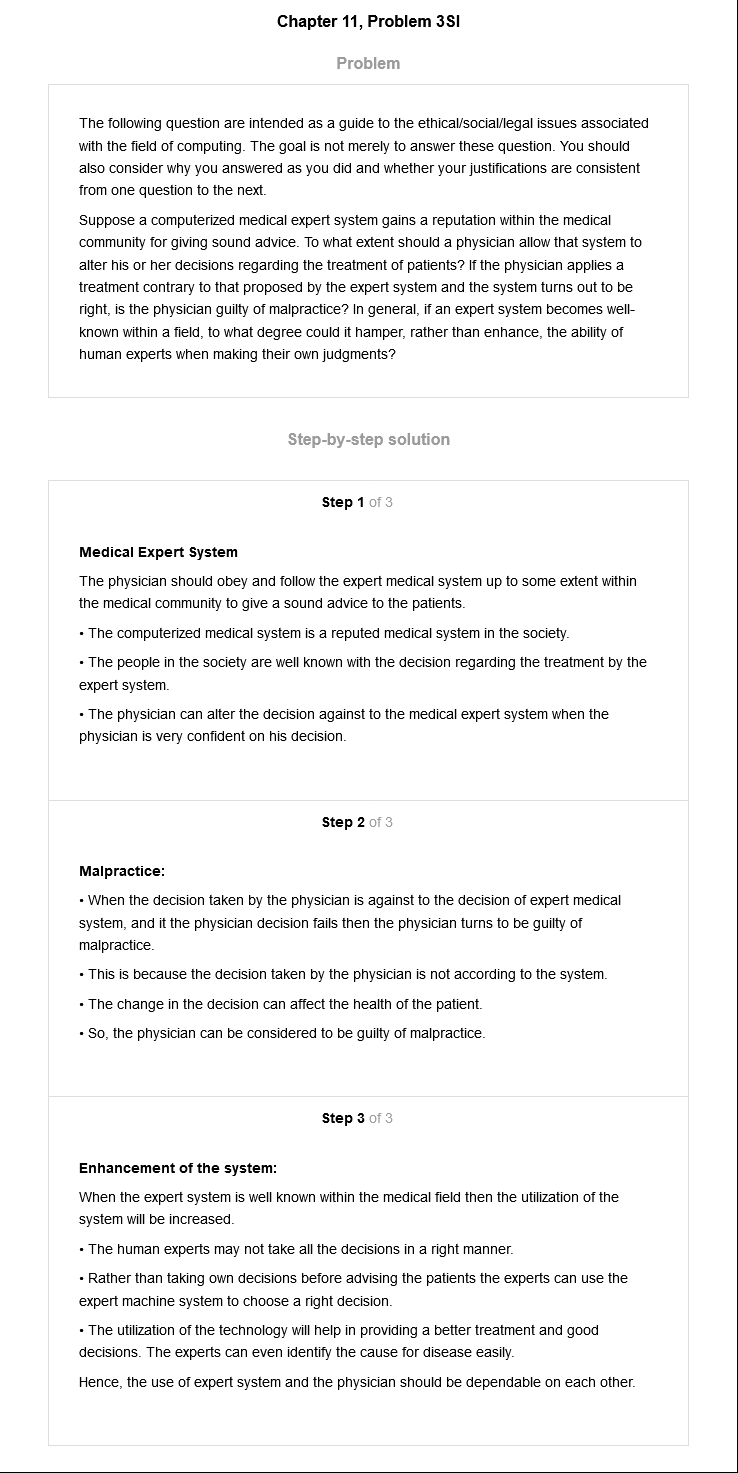 Chapter 11, Problem 3SI
Problem
The following question are intended as a guide to the ethical/social/legal issues associated
with the field of computing. The goal is not merely to answer these question. You should
also consider why you answered as you did and whether your justifications are consistent
from one question to the next.
Suppose a computerized medical expert system gains a reputation within the medical
community for giving sound advice. To what extent should a physician allow that system to
alter his or her decisions regarding the treatment of patients? If the physician applies a
treatment contrary to that proposed by the expert system and the system turns out to be
right, is the physician guilty of malpractice? In general, if an expert system becomes well-
known within a field, to what degree could it hamper, rather than enhance, the ability of
human experts when making their own judgments?
Step-by-step solution
Step 1 of 3
Medical Expert System
The physician should obey and follow the expert medical system up to some extent within
the medical community to give a sound advice to the patients.
• The computerized medical system is a reputed medical system in the society.
• The people in the society are well known with the decision regarding the treatment by the
expert system.
• The physician can alter the decision against to the medical expert system when the
physician is very confident on his decision.
Step 2 of 3
Malpractice:
• When the decision taken by the physician is against to the decision of expert medical
system, and it the physician decision fails then the physician turns to be guilty of
malpractice.
• This is because the decision taken by the physician is not according to the system.
• The change in the decision can affect the health of the patient.
• So, the physician can be considered to be guilty of malpractice.
Step 3 of 3
Enhancement of the system:
When the expert system is well known within the medical field then the utilization of the
system will be increased.
• The human experts may not take all the decisions in a right manner.
• Rather than taking own decisions before advising the patients the experts can use the
expert machine system to choose a right decision.
• The utilization of the technology will help in providing a better treatment and good
decisions. The experts can even identify the cause for disease easily.
Hence, the use of expert system and the physician should be dependable on each other.